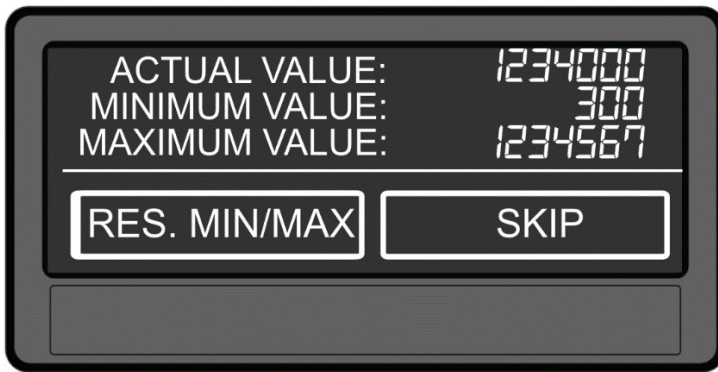 ACTUAL VALUE: 1234000
MINIMUM VALUE: 300
MAXIMUM VALUE: 1234567
RES. MIN/MAX SKIP